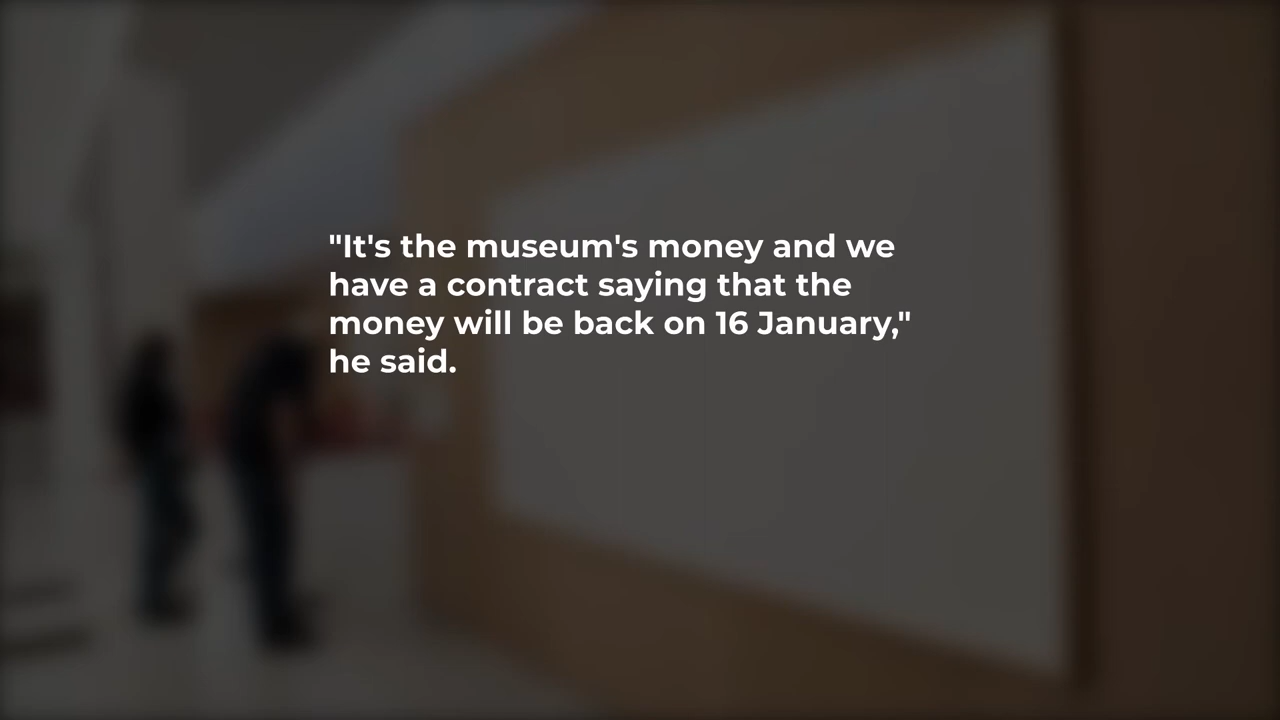 "It's the museum's money and we
have a contract saying that the
money will be back on 16 January,"
he said.